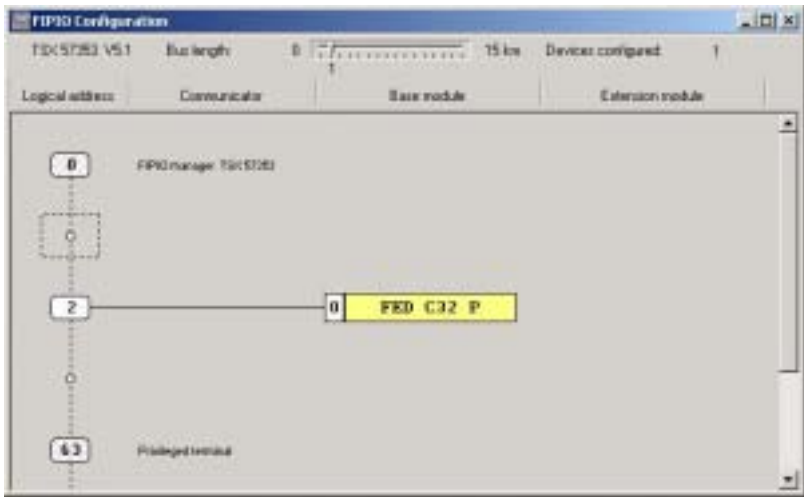 FIPIO Configuration
TSX 57353 V5.1 Bus length: 0 15 km Devices configured: 1
1
Logical address Communicator Base module Extension module
0 FIPIO manager TSX 57353
2 0 FED C32 P
63 Privileged terminal